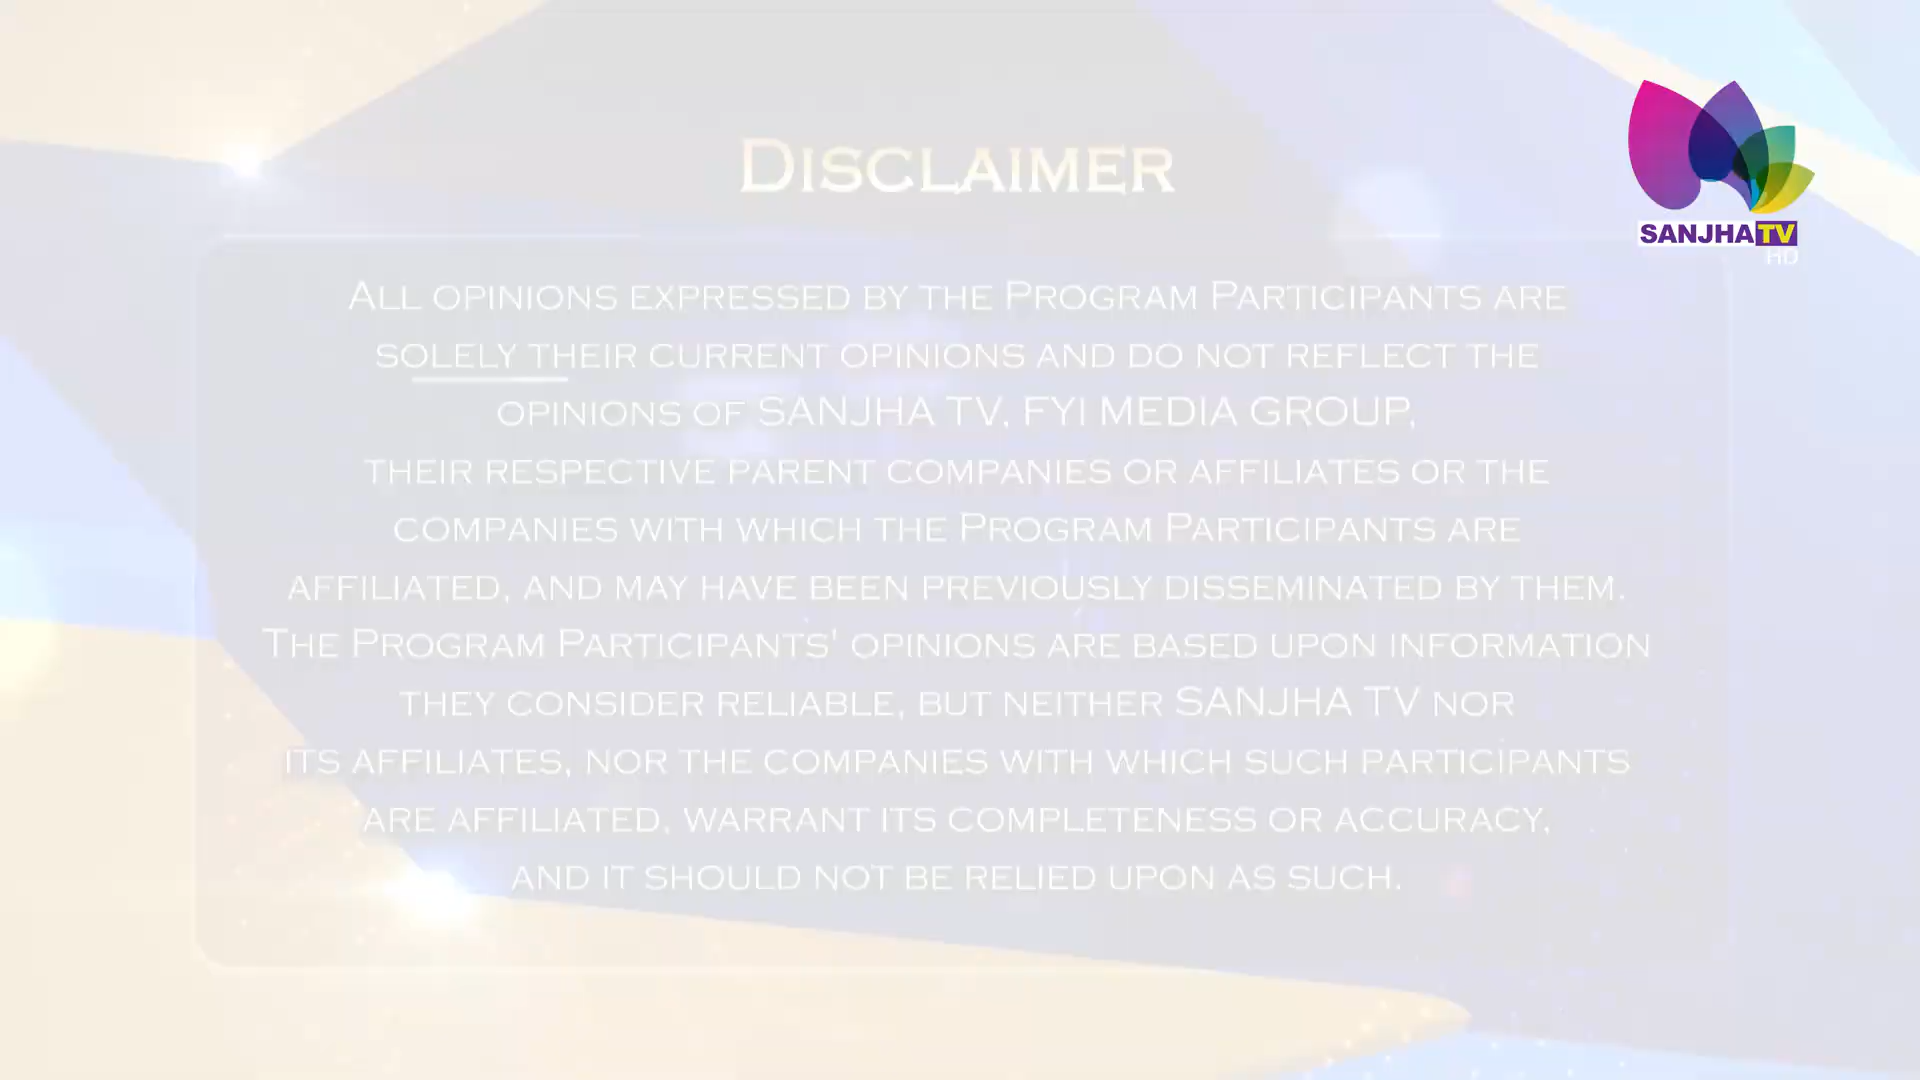 Disclaimer
SANJHA TV
HD
All opinions expressed by the Program Participants are
solely their current opinions and do not reflect the
opinions of SANJHA TV, FYI MEDIA GROUP,
their respective parent companies or affiliates or the
companies with which the Program Participants are
affiliated, and may have been previously disseminated by them.
The Program Participants' opinions are based upon information
they consider reliable, but neither SANJHA TV nor
its affiliates, nor the companies with which such participants
are affiliated, warrant its completeness or accuracy,
and it should not be relied upon as such.